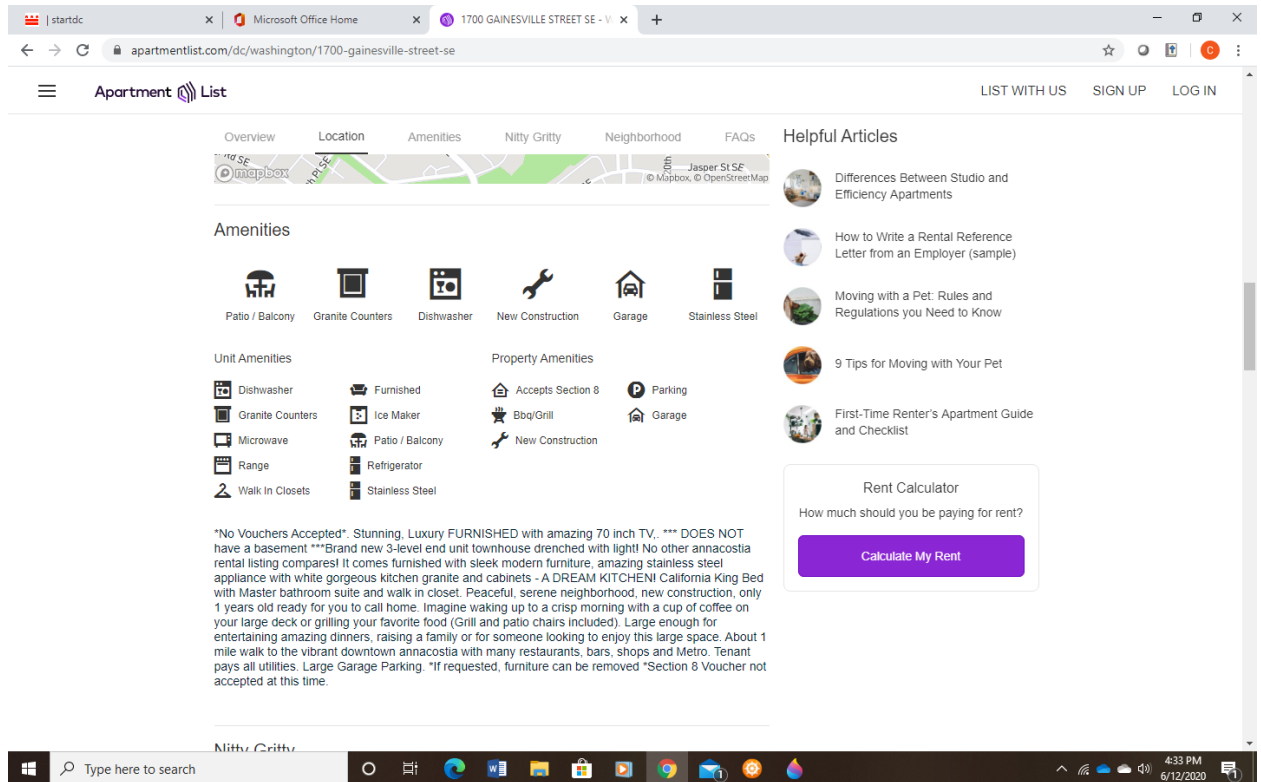 | startdc
Microsoft Office Home
1700 GAINESVILLE STREET SE - W
apartmentlist.com/dc/washington/1700-gainesville-street-se
C
Apartment List
LIST WITH US SIGN UP LOG IN
Overview Location Amenities Nitty Gritty Neighborhood FAQs
mapbox
20th
Jasper St SE
© Mapbox, © OpenStreetMap
Amenities
Patio / Balcony Granite Counters Dishwasher New Construction Garage Stainless Steel
Unit Amenities
Dishwasher Furnished
Granite Counters Ice Maker
Microwave Patio / Balcony
Range Refrigerator
Walk In Closets Stainless Steel
Property Amenities
Accepts Section 8 P Parking
Bbq/Grill Garage
New Construction
*No Vouchers Accepted*. Stunning, Luxury FURNISHED with amazing 70 inch TV,. *** DOES NOT
have a basement ***Brand new 3-level end unit townhouse drenched with light! No other annacostia
rental listing compares! It comes furnished with sleek modern furniture, amazing stainless steel
appliance with white gorgeous kitchen granite and cabinets - A DREAM KITCHEN! California King Bed
with Master bathroom suite and walk in closet. Peaceful, serene neighborhood, new construction, only
1 years old ready for you to call home. Imagine waking up to a crisp morning with a cup of coffee on
your large deck or grilling your favorite food (Grill and patio chairs included). Large enough for
entertaining amazing dinners, raising a family or for someone looking to enjoy this large space. About 1
mile walk to the vibrant downtown annacostia with many restaurants, bars, shops and Metro. Tenant
pays all utilities. Large Garage Parking. *If requested, furniture can be removed *Section 8 Voucher not
accepted at this time.
Nitty Gritty
Helpful Articles
Differences Between Studio and
Efficiency Apartments
How to Write a Rental Reference
Letter from an Employer (sample)
Moving with a Pet: Rules and
Regulations you Need to Know
9 Tips for Moving with Your Pet
First-Time Renter's Apartment Guide
and Checklist
Rent Calculator
How much should you be paying for rent?
Calculate My Rent
Type here to search
4:33 PM
6/12/2020